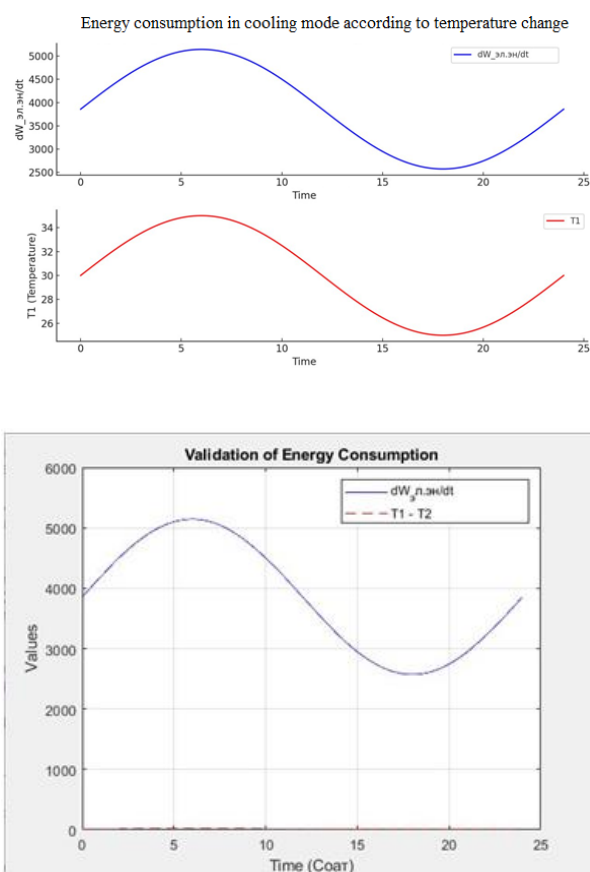 Energy consumption in cooling mode according to temperature change
dW_эл.эн/dt
5000
4500
4000
3500
3000
2500
dW_эл.эн/dt
0 5 10 15 20 25
Time
T1
34
32
30
28
26
T1 (Temperature)
0 5 10 15 20 25
Time
Validation of Energy Consumption
6000
5000
4000
3000
2000
1000
0
Values
dWэл.эн/dt
T1 - T2
0 5 10 15 20 25
Time (Соат)